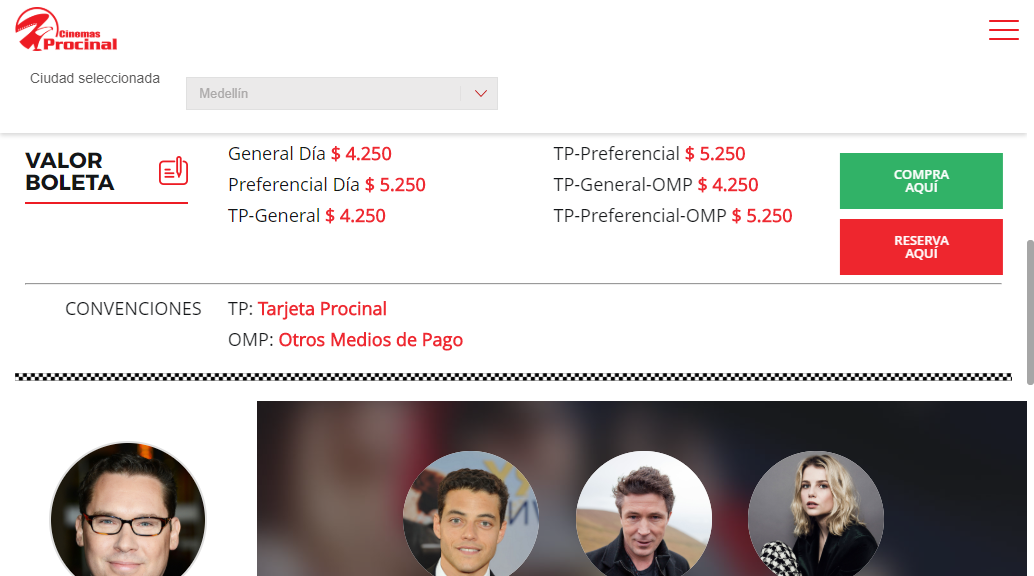 Cinemas
Procinal
Ciudad seleccionada
Medellín
VALOR
BOLETA
General Día $ 4.250
Preferencial Día $ 5.250
TP-General $ 4.250
TP-Preferencial $ 5.250
TP-General-OMP $ 4.250
TP-Preferencial-OMP $ 5.250
COMPRA
AQUÍ
RESERVA
AQUÍ
CONVENCIONES
TP: Tarjeta Procinal
OMP: Otros Medios de Pago